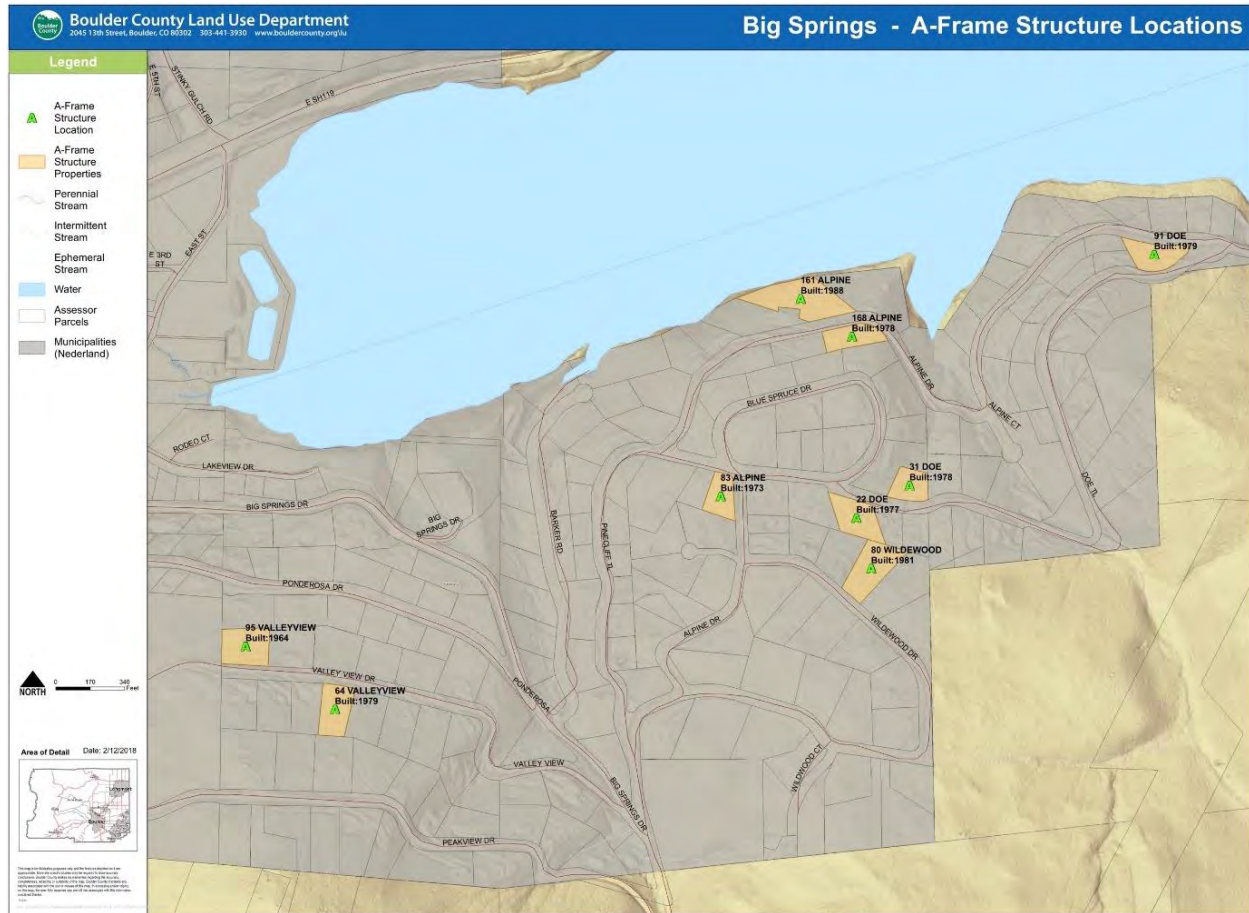 Boulder County
Boulder County Land Use Department
2045 13th Street, Boulder, CO 80302 303-441-3930 www.bouldercounty.org\lu
Big Springs - A-Frame Structure Locations
Legend
A-Frame
Structure
Location
A-Frame
Structure
Properties
Perennial
Stream
Intermittent
Stream
Ephemeral
Stream
Water
Assessor
Parcels
Municipalities
(Nederland)
NORTH
0 170 340
Feet
Area of Detail Date: 2/12/2018
E 5TH ST
STINKY GULCH RD
E SH119
EAST ST
E 3RD
ST
91 DOE
Built:1979
161 ALPINE
Built:1988
168 ALPINE
Built:1978
ALPINE DR
ALPINE CT
BLUE SPRUCE DR
DOE TL
RODEO CT
LAKEVIEW DR
BIG SPRINGS DR
BIG
SPRINGS DR
BARKER RD
PINECLIFF TL
83 ALPINE
Built:1973
31 DOE
Built:1978
22 DOE
Built:1977
80 WILDEWOOD
Built:1981
PONDEROSA DR
ALPINE DR
WILDEWOOD DR
95 VALLEYVIEW
Built:1964
VALLEY VIEW DR
64 VALLEYVIEW
Built:1979
PONDEROSA
VALLEY VIEW
WILDWOOD CT
BIG SPRINGS DR
PEAKVIEW DR